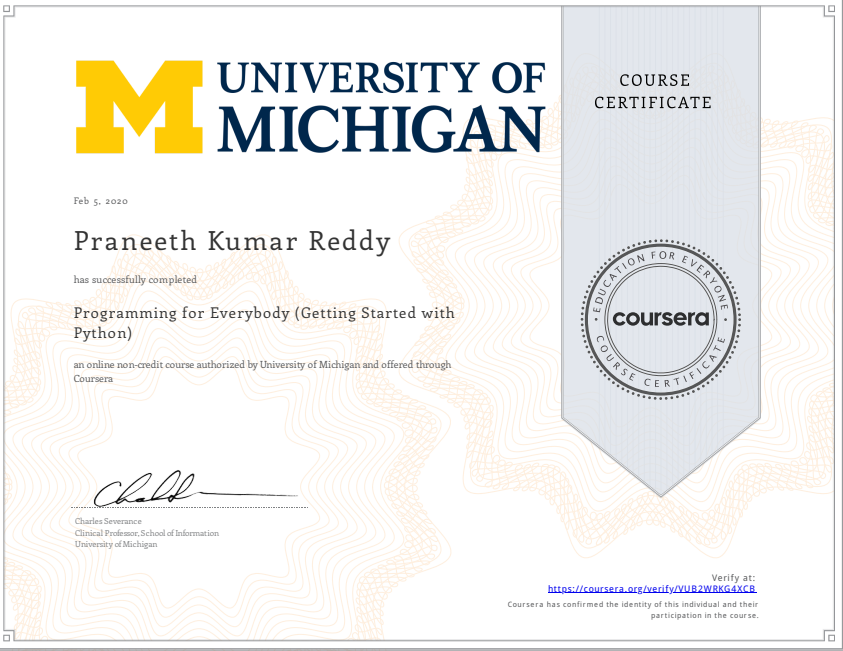 UNIVERSITY OF
MICHIGAN
COURSE
CERTIFICATE
Feb 5, 2020
Praneeth Kumar Reddy
has successfully completed
Programming for Everybody (Getting Started with
Python)
an online non-credit course authorized by University of Michigan and offered through
Coursera
EDUCATION FOR EVERYONE
coursera
COURSE CERTIFICATE
Charles Severance
Clinical Professor, School of Information
University of Michigan
Verify at:
https://coursera.org/verify/VUB2WRKG4XCB
Coursera has confirmed the identity of this individual and their
participation in the course.